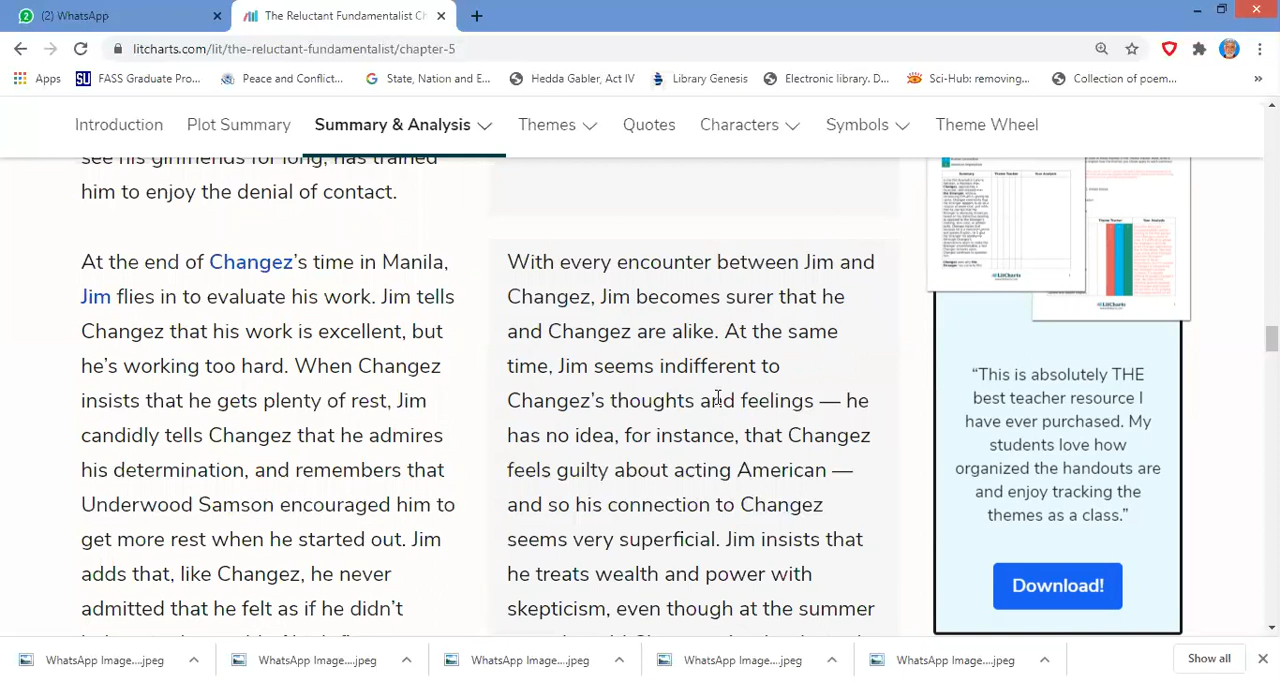 (2) WhatsApp
The Reluctant Fundamentalist Ch
litcharts.com/lit/the-reluctant-fundamentalist/chapter-5
Apps
SU FASS Graduate Pro...
Peace and Conflict...
State, Nation and E...
Hedda Gabler, Act IV
Library Genesis
Electronic library. D...
Sci-Hub: removing...
Collection of poem...
»
Introduction
Plot Summary
Summary & Analysis
Themes
Quotes
Characters
Symbols
Theme Wheel
see his girlfriends for long, has trained
him to enjoy the denial of contact.
At the end of Changez's time in Manila,
Jim flies in to evaluate his work. Jim tells
Changez that his work is excellent, but
he's working too hard. When Changez
insists that he gets plenty of rest, Jim
candidly tells Changez that he admires
his determination, and remembers that
Underwood Samson encouraged him to
get more rest when he started out. Jim
adds that, like Changez, he never
admitted that he felt as if he didn't
With every encounter between Jim and
Changez, Jim becomes surer that he
and Changez are alike. At the same
time, Jim seems indifferent to
Changez's thoughts and feelings — he
has no idea, for instance, that Changez
feels guilty about acting American —
and so his connection to Changez
seems very superficial. Jim insists that
he treats wealth and power with
skepticism, even though at the summer
LitCharts
LitCharts
"This is absolutely THE
best teacher resource I
have ever purchased. My
students love how
organized the handouts are
and enjoy tracking the
themes as a class."
Download!
WhatsApp Image....jpeg
WhatsApp Image....jpeg
WhatsApp Image....jpeg
WhatsApp Image....jpeg
WhatsApp Image....jpeg
Show all